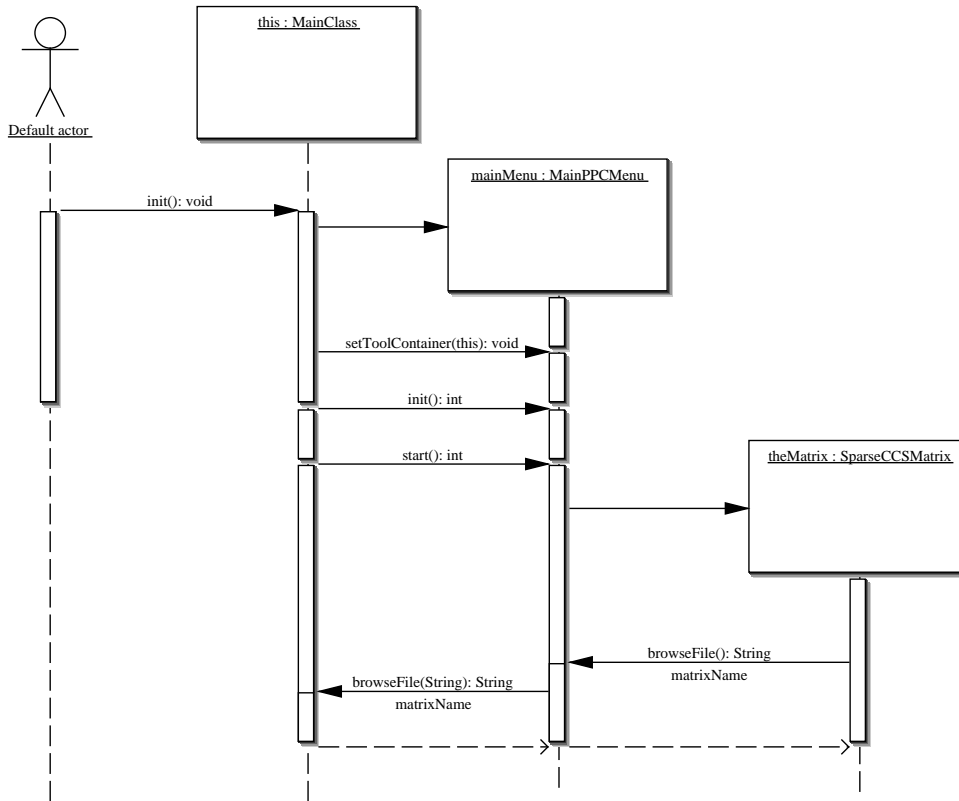 this : MainClass
Default actor
mainMenu : MainPPCMenu
init(): void
setToolContainer(this): void
init(): int
start(): int
theMatrix : SparseCCSMatrix
browseFile(): String
matrixName
browseFile(String): String
matrixName